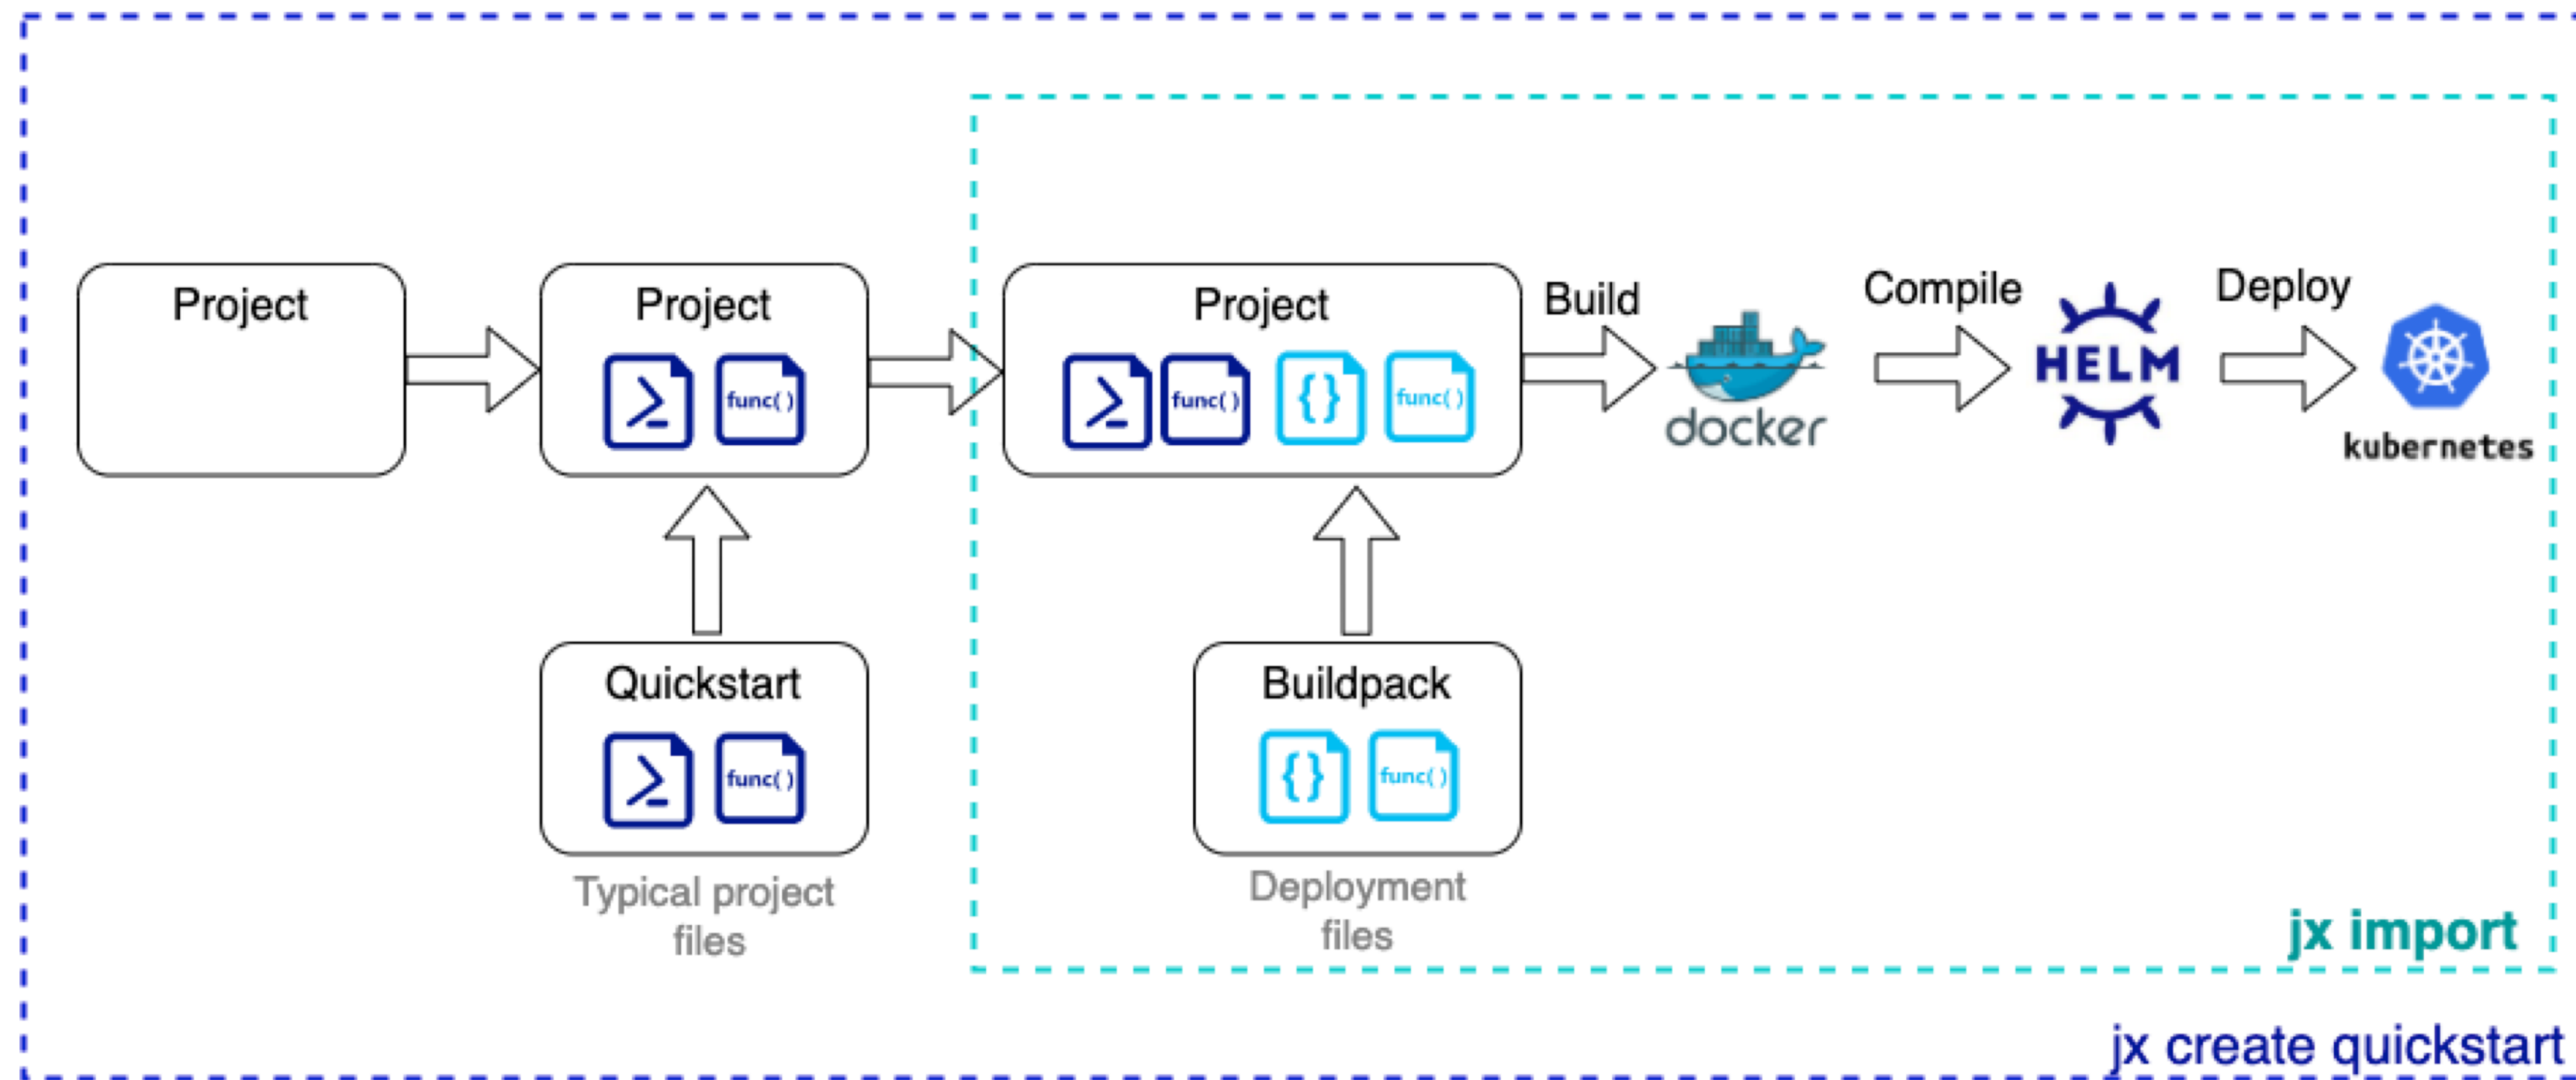 Project
Project
>_
func()
Project
>_
func()
{}
func()
Build
docker
Compile
HELM
Deploy
kubernetes
Quickstart
>_
func()
Typical project
files
Buildpack
{}
func()
Deployment
files
jx import
jx create quickstart